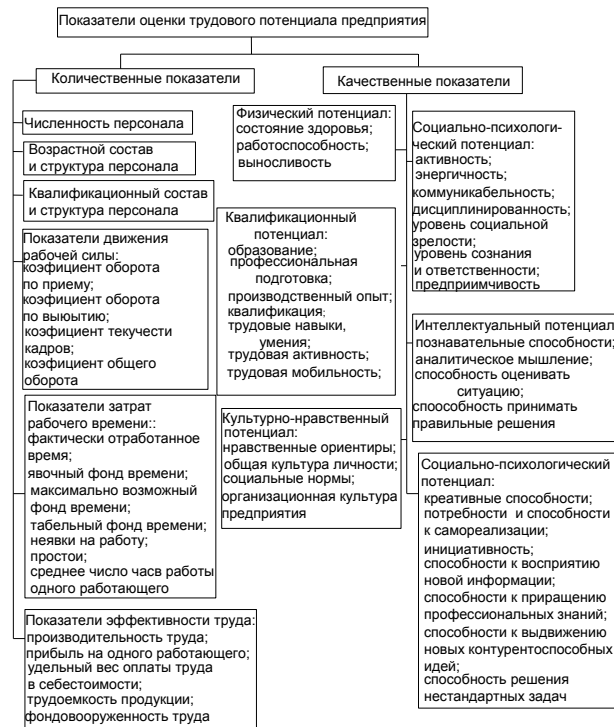 Показатели оценки трудового потенциала предприятия
Количественные показатели
Качественные показатели
Численность персонала
Возрастной состав
и структура персонала
Квалификационный состав
и структура персонала
Показатели движения
рабочей силы:
коэфициент оборота
по приему;
коэфициент оборота
по выюытию;
коэфициент текучести
кадров;
коэфициент общего
оборота
Показатели затрат
рабочего времени::
фактически отработанное
время;
явочный фонд времени;
максимально возможный
фонд времени;
табельный фонд времени;
неявки на работу;
простои;
среднее число часв работы
одного работающего
Показатели эффективности труда:
производительность труда;
прибыль на одного работающего;
удельный вес оплаты труда
в себестоимости;
трудоемкость продукции;
фондовооруженность труда
Физический потенциал:
состояние здоровья;
работоспособность;
выносливость
Квалификационный
потенциал:
образование;
профессиональная
подготовка;
производственный опыт;
квалификация;
трудовые навыки,
умения;
трудовая активность;
трудовая мобильность;
Культурно-нравственный
потенциал:
нравственные ориентиры;
общая культура личности;
социальные нормы;
организационная культура
предприятия
Социально-психологи-
ческий потенциал:
активность;
энергичность;
коммуникабельность;
дисциплинированность;
уровень социальной
зрелости;
уровень сознания
и ответственности;
предприимчивость
Интеллектуальный потенциал:
познавательные способности;
аналитическое мышление;
способность оценивать
ситуацию;
спооcобность принимать
правильные решения
Социально-психологический
потенциал:
креативные способности;
потребности и способности
к самореализации;
инициативность;
способности к восприятию
новой информации;
способности к приращению
профессиональных знаний;
способности к выдвижению
новых контурентоспособных
идей;
способность решения
нестандартных задач